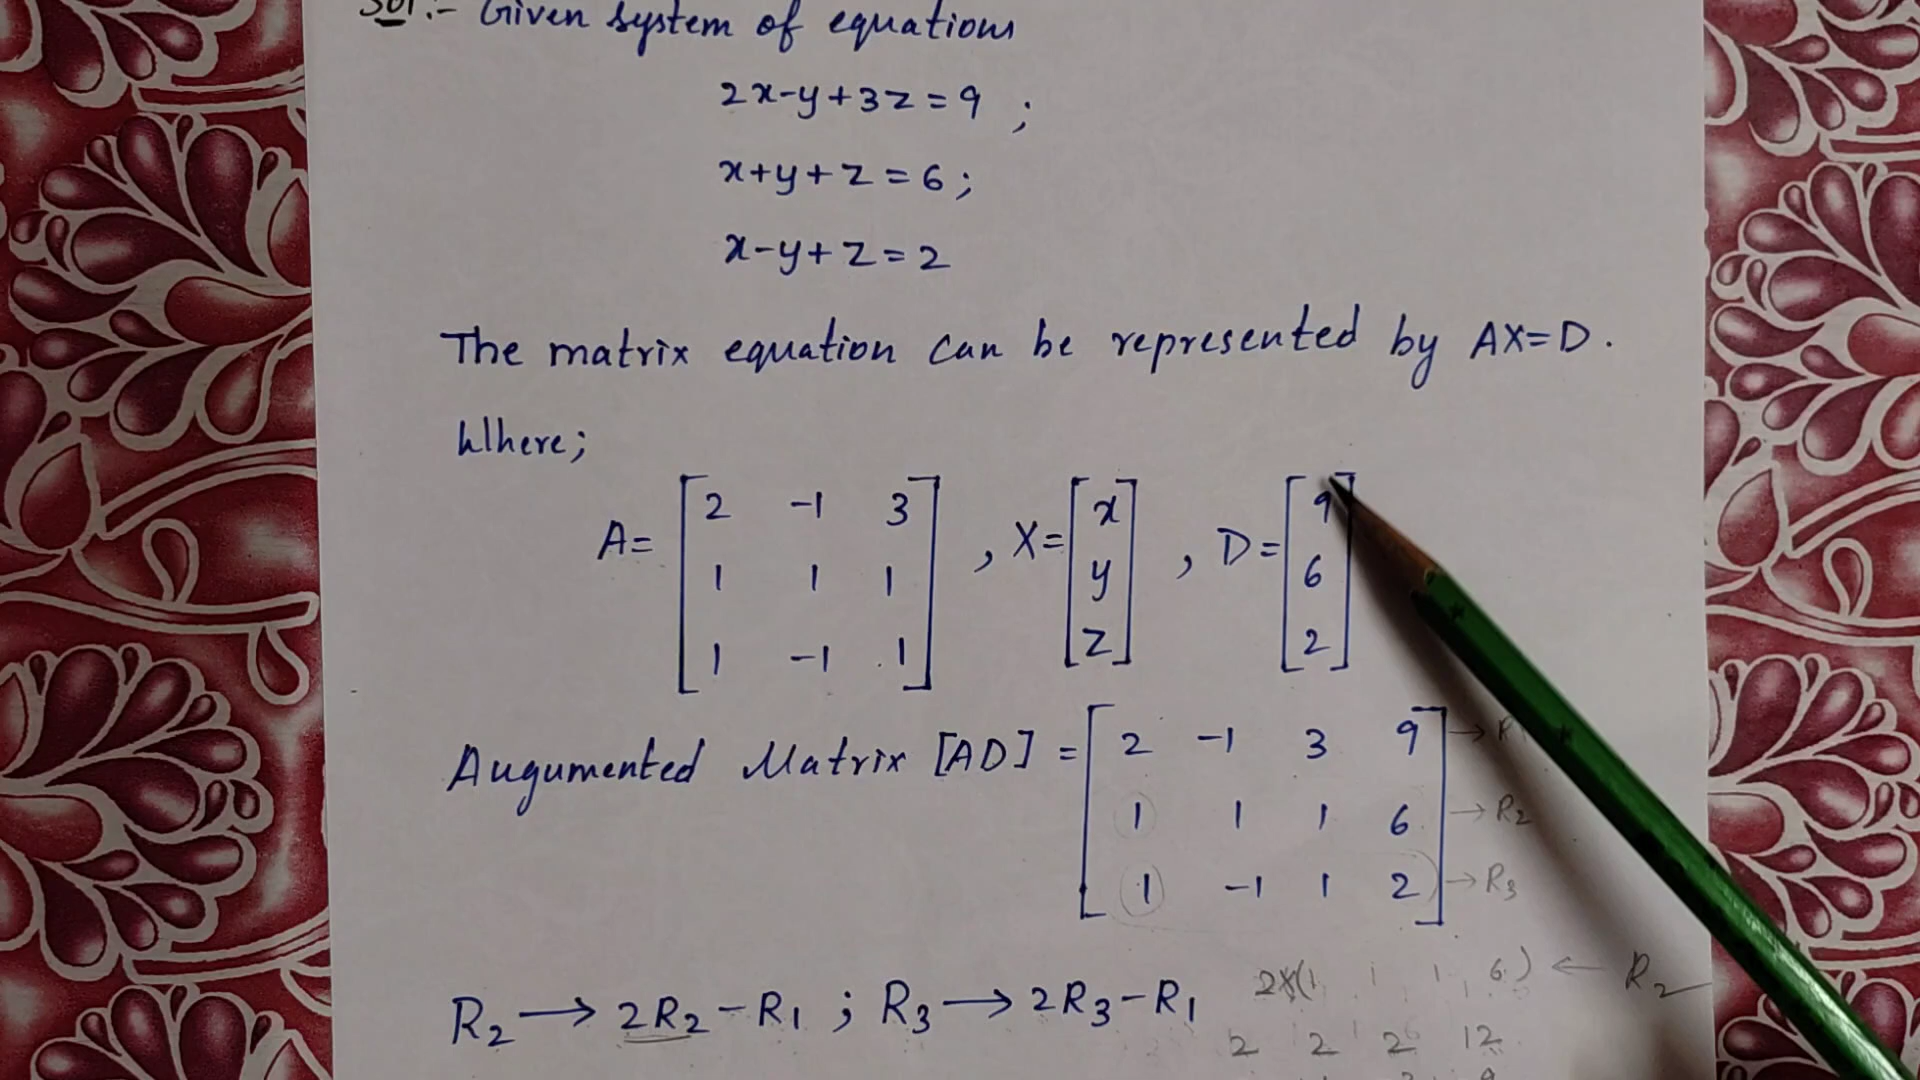 Sol :- Given system of equations
2x-y+3z=9 ;
x+y+z=6;
x-y+z=2
The matrix equation can be represented by AX=D.
Where;
A= [2 -1 3 , X= [x , D= [9
1 1 1 y 6
1 -1 1] z] 2]
Augumented Matrix [AD] = [2 -1 3 9] → R
1 1 1 6 → R2
1 -1 1 2 → R3
R2 → 2R2-R1 ; R3 → 2R3-R1
2x(1 1 1 6) ← R2
2 2 2 12